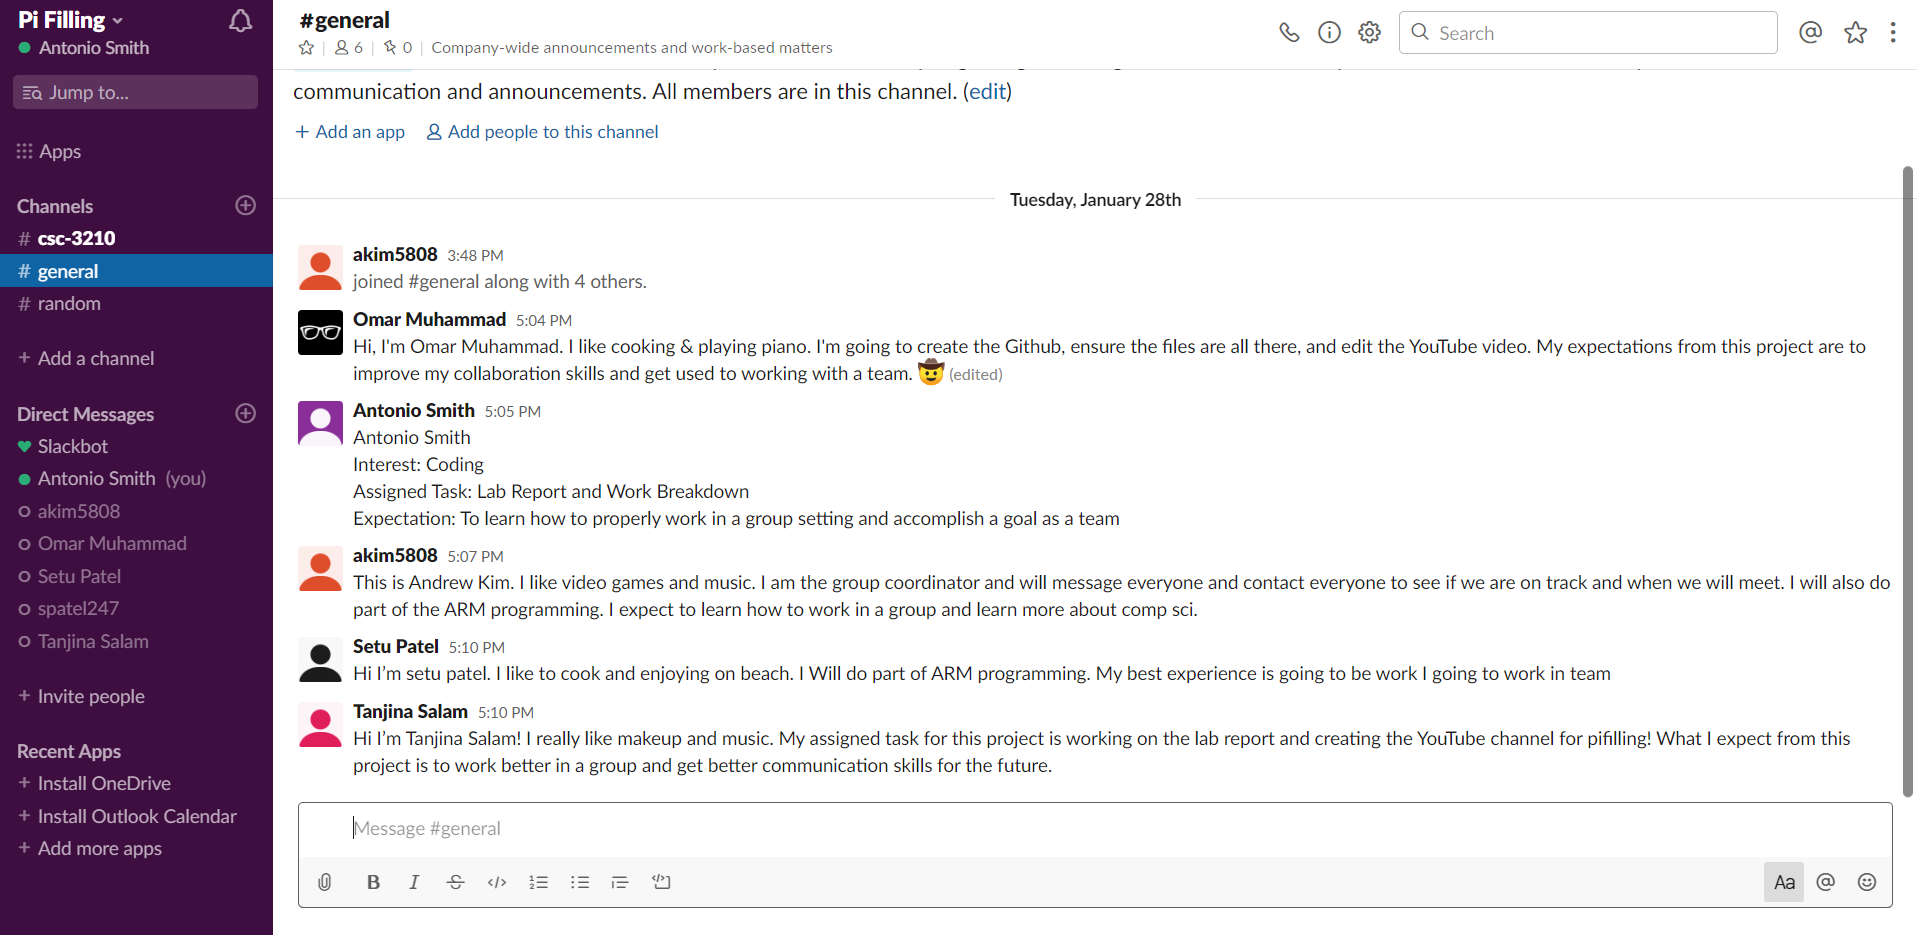 Pi Filling
Antonio Smith
Jump to...
Apps
Channels
# csc-3210
# general
# random
+ Add a channel
Direct Messages
Slackbot
Antonio Smith (you)
akim5808
Omar Muhammad
Setu Patel
spatel247
Tanjina Salam
+ Invite people
Recent Apps
+ Install OneDrive
+ Install Outlook Calendar
+ Add more apps
#general
6 | 0 | Company-wide announcements and work-based matters
Search
communication and announcements. All members are in this channel. (edit)
+ Add an app Add people to this channel
Tuesday, January 28th
akim5808 3:48 PM
joined #general along with 4 others.
Omar Muhammad 5:04 PM
Hi, I'm Omar Muhammad. I like cooking & playing piano. I'm going to create the Github, ensure the files are all there, and edit the YouTube video. My expectations from this project are to
improve my collaboration skills and get used to working with a team. 🤠 (edited)
Antonio Smith 5:05 PM
Antonio Smith
Interest: Coding
Assigned Task: Lab Report and Work Breakdown
Expectation: To learn how to properly work in a group setting and accomplish a goal as a team
akim5808 5:07 PM
This is Andrew Kim. I like video games and music. I am the group coordinator and will message everyone and contact everyone to see if we are on track and when we will meet. I will also do
part of the ARM programming. I expect to learn how to work in a group and learn more about comp sci.
Setu Patel 5:10 PM
Hi I'm setu patel. I like to cook and enjoying on beach. I Will do part of ARM programming. My best experience is going to be work I going to work in team
Tanjina Salam 5:10 PM
Hi I'm Tanjina Salam! I really like makeup and music. My assigned task for this project is working on the lab report and creating the YouTube channel for pifilling! What I expect from this
project is to work better in a group and get better communication skills for the future.
Message #general
B I S </> Aa @